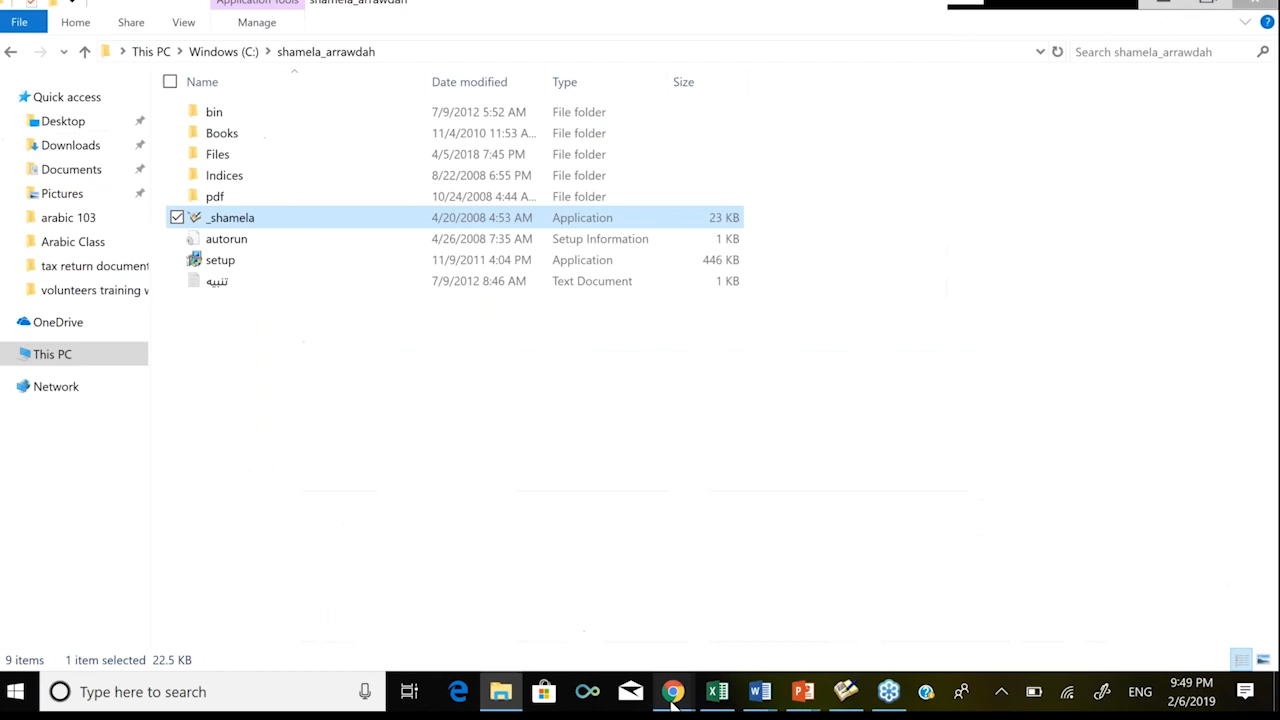 Application Tools shamela_arrawdah
File Home Share View Manage
This PC Windows (C:) shamela_arrawdah Search shamela_arrawdah
Name Date modified Type Size
Quick access
Desktop
Downloads
Documents
Pictures
arabic 103
Arabic Class
tax return document
volunteers training w
OneDrive
This PC
Network
bin 7/9/2012 5:52 AM File folder
Books 11/4/2010 11:53 A... File folder
Files 4/5/2018 7:45 PM File folder
Indices 8/22/2008 6:55 PM File folder
pdf 10/24/2008 4:44 A... File folder
_shamela 4/20/2008 4:53 AM Application 23 KB
autorun 4/26/2008 7:35 AM Setup Information 1 KB
setup 11/9/2011 4:04 PM Application 446 KB
تنبيه 7/9/2012 8:46 AM Text Document 1 KB
9 items 1 item selected 22.5 KB
Type here to search ENG 9:49 PM
2/6/2019